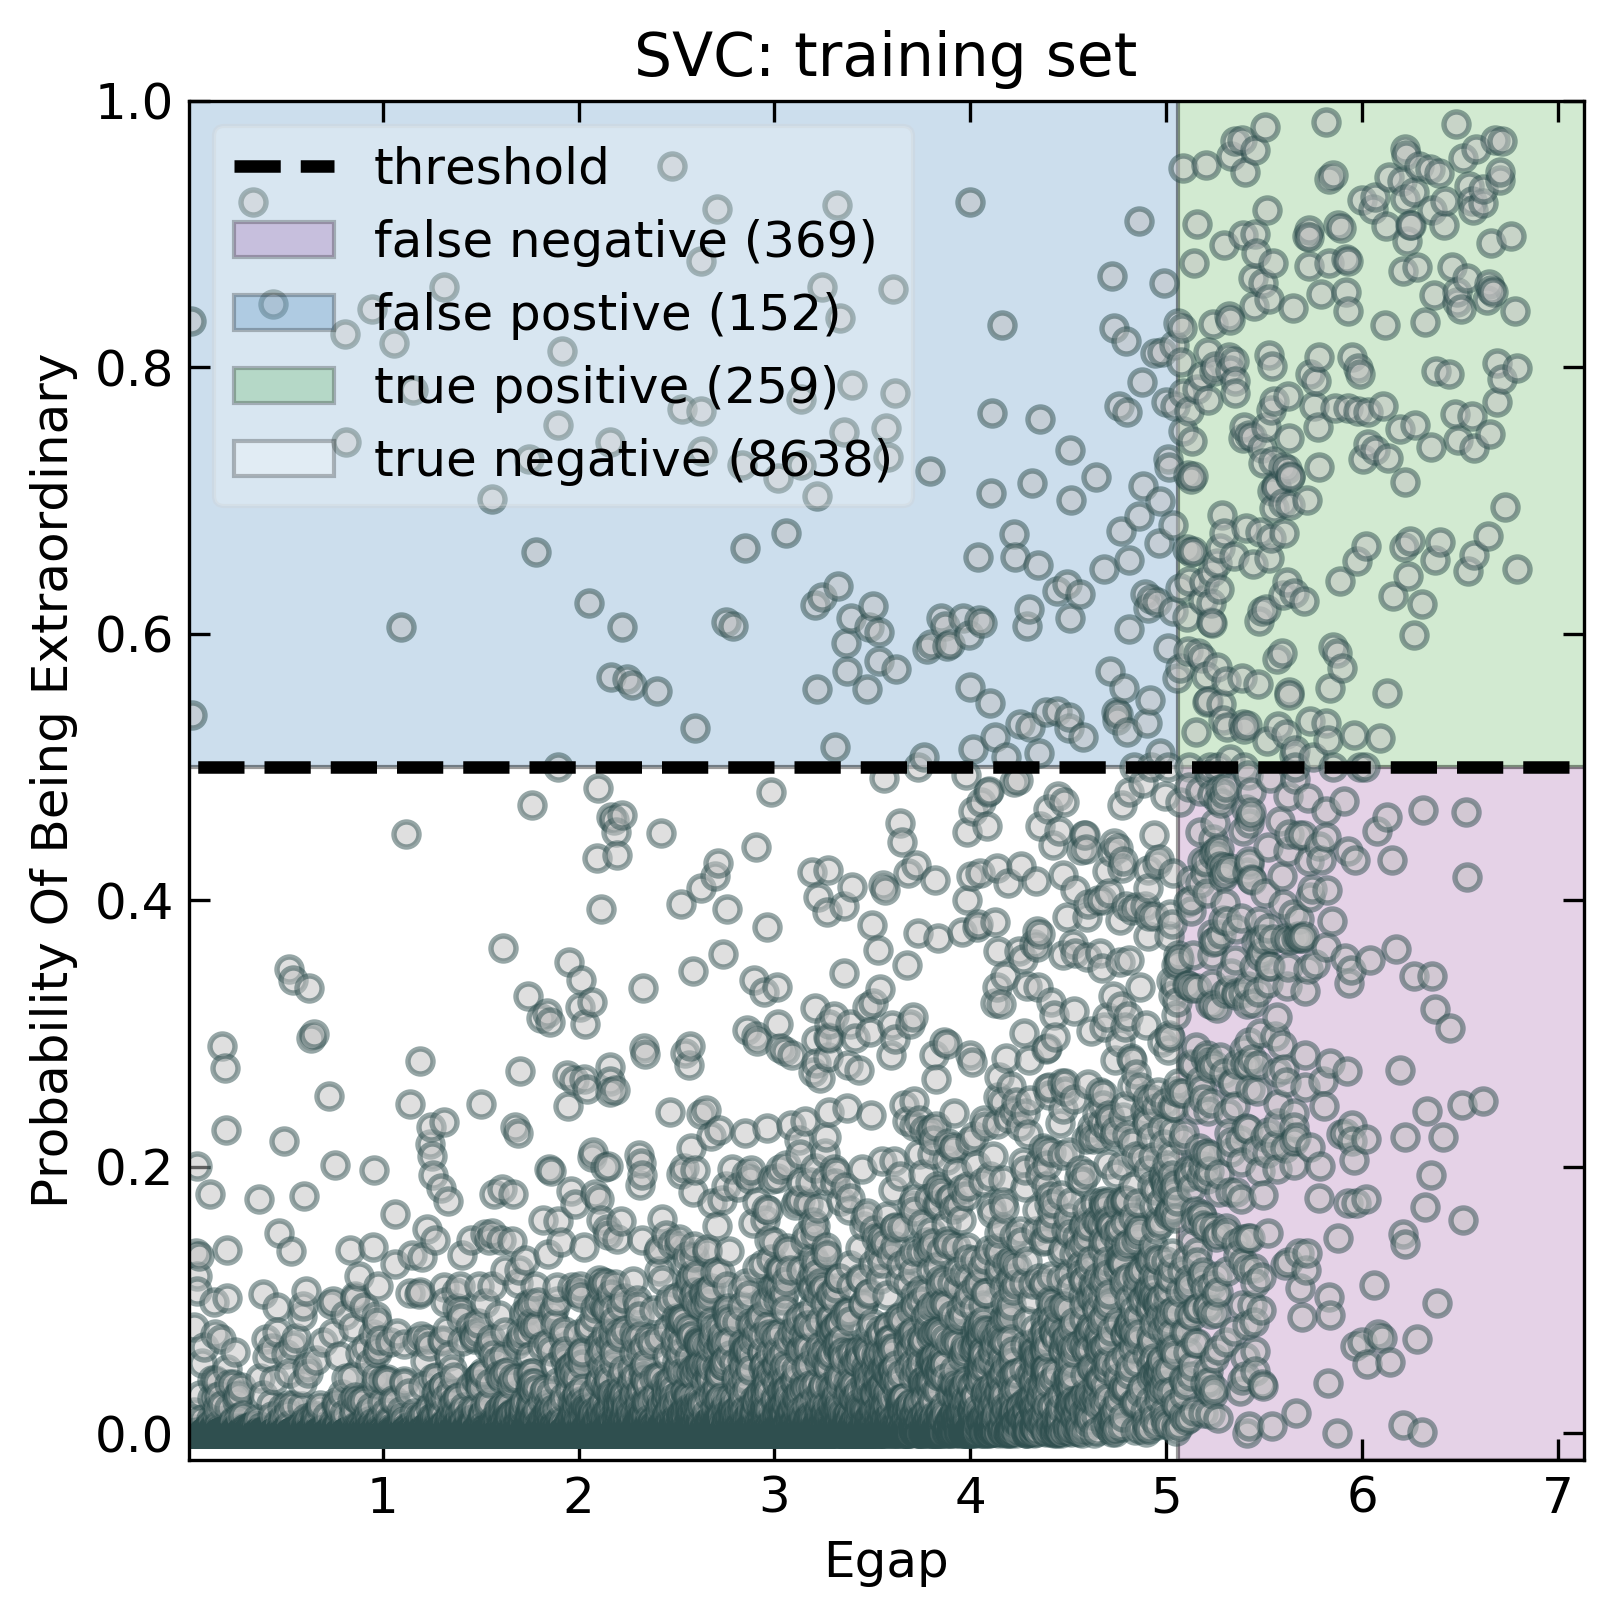 SVC: training set
1.0
0.8
0.6
0.4
0.2
0.0
Probability Of Being Extraordinary
threshold
false negative (369)
false postive (152)
true positive (259)
true negative (8638)
1 2 3 4 5 6 7
Egap